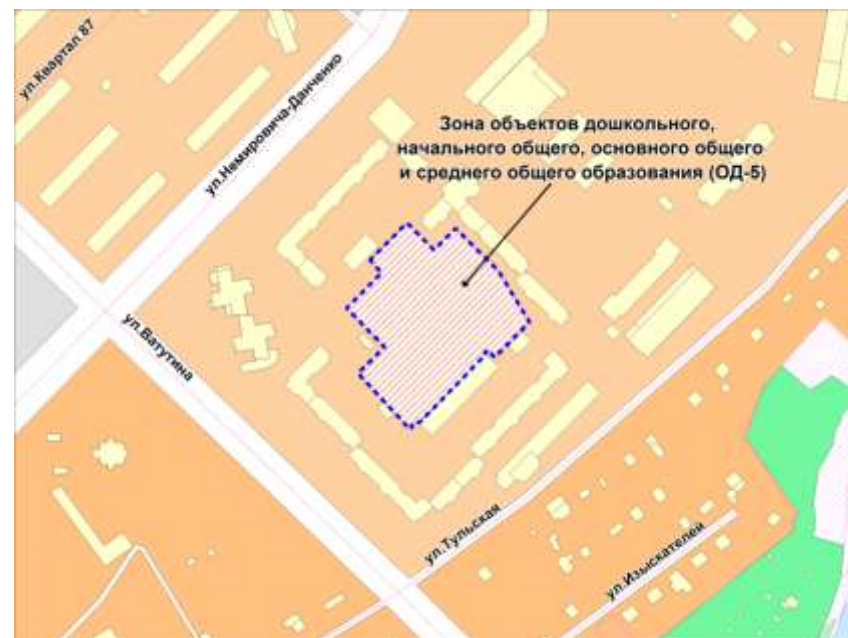 ул.Квартал 87
ул.Немировича-Данченко
Зона объектов дошкольного,
начального общего, основного общего
и среднего общего образования (ОД-5)
ул.Ватутина
ул.Тульская
ул.Изыскателей